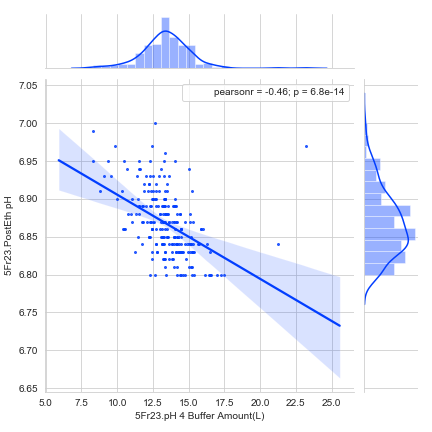 pearsonr = -0.46; p = 6.8e-14
7.05
7.00
6.95
6.90
6.85
6.80
6.75
6.70
6.65
5Fr23.PostEth pH
5.0 7.5 10.0 12.5 15.0 17.5 20.0 22.5 25.0
5Fr23.pH 4 Buffer Amount(L)